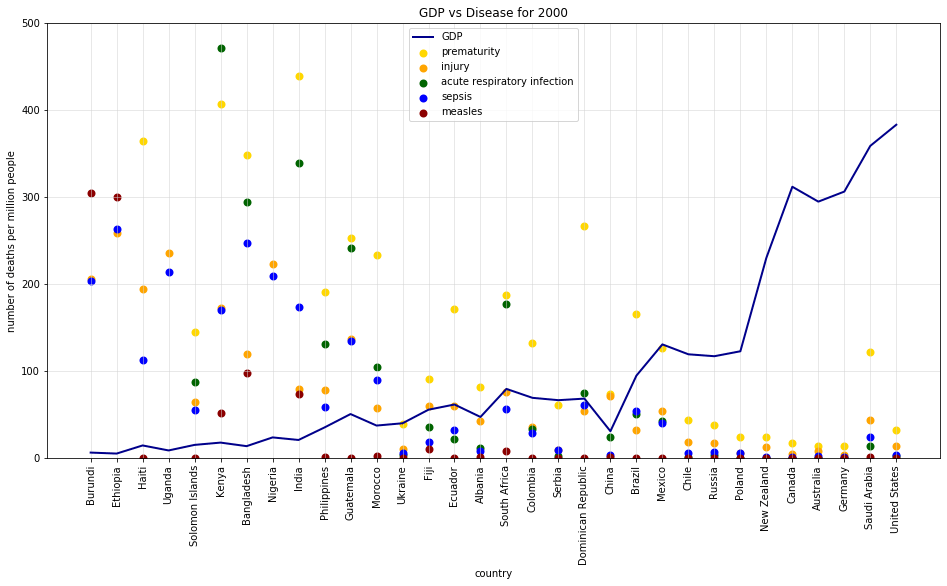 GDP vs Disease for 2000
GDP
prematurity
injury
acute respiratory infection
sepsis
measles
number of deaths per million people
500
400
300
200
100
0
Burundi
Ethiopia
Haiti
Uganda
Solomon Islands
Kenya
Bangladesh
Nigeria
India
Philippines
Guatemala
Morocco
Ukraine
Fiji
Ecuador
Albania
South Africa
Colombia
Serbia
Dominican Republic
China
Brazil
Mexico
Chile
Russia
Poland
New Zealand
Canada
Australia
Germany
Saudi Arabia
United States
country